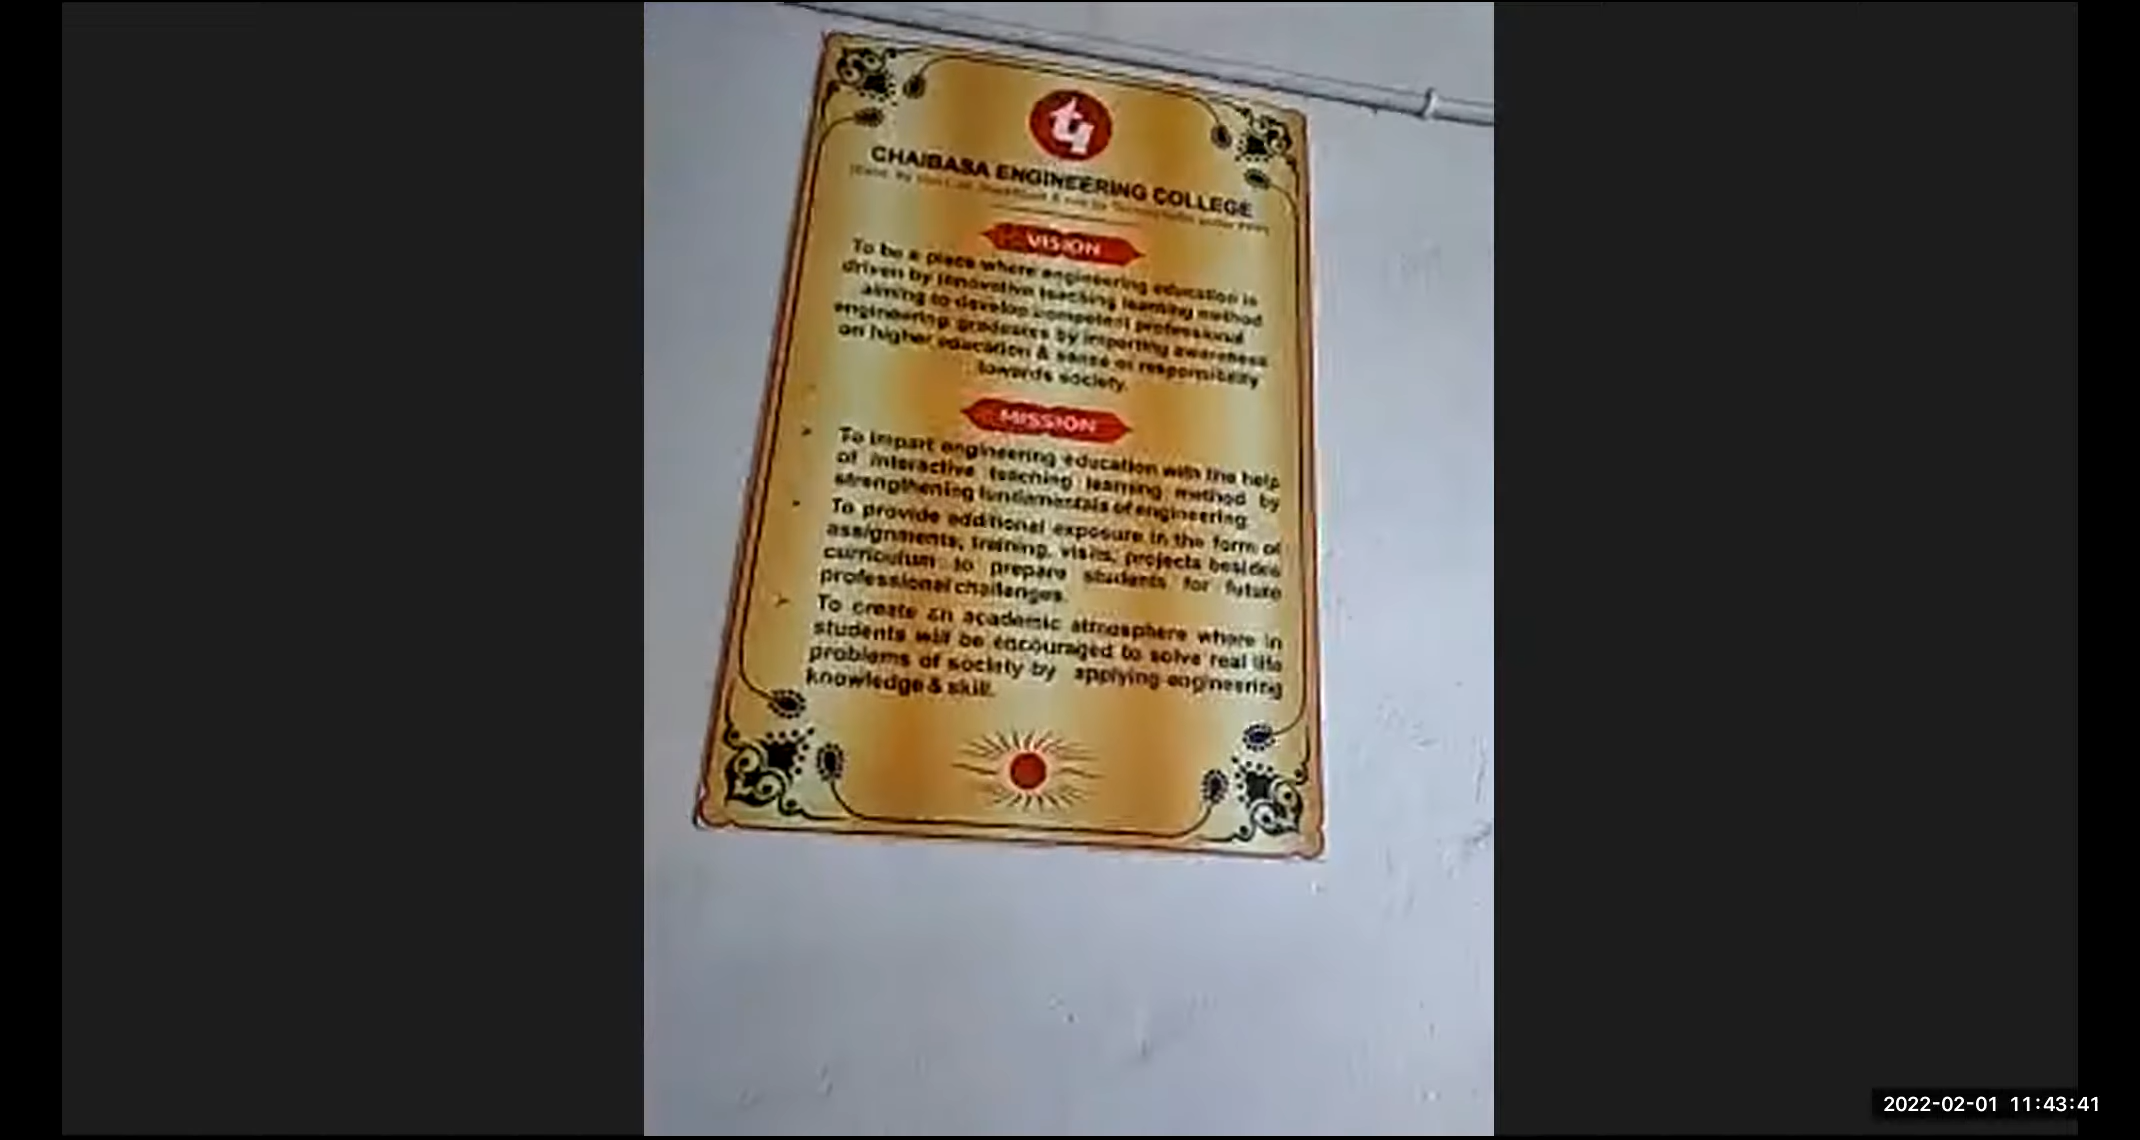 CHAIBASA ENGINEERING COLLEGE
VISION
To be a place where engineering education is
driven by innovative teaching learning method
aiming to develop competent professional
engineering graduates by imparting awareness
on higher education & sense of responsibility
towards society.
MISSION
To impart engineering education with the help
of interactive teaching learning method by
strengthening fundamentals of engineering
To provide additional exposure in the form of
assignments, training, visits, projects besides
curriculum to prepare students for future
professional challenges.
To create an academic atmosphere where in
students will be encouraged to solve real life
problems of society by applying engineering
knowledge & skill.
2022-02-01 11:43:41